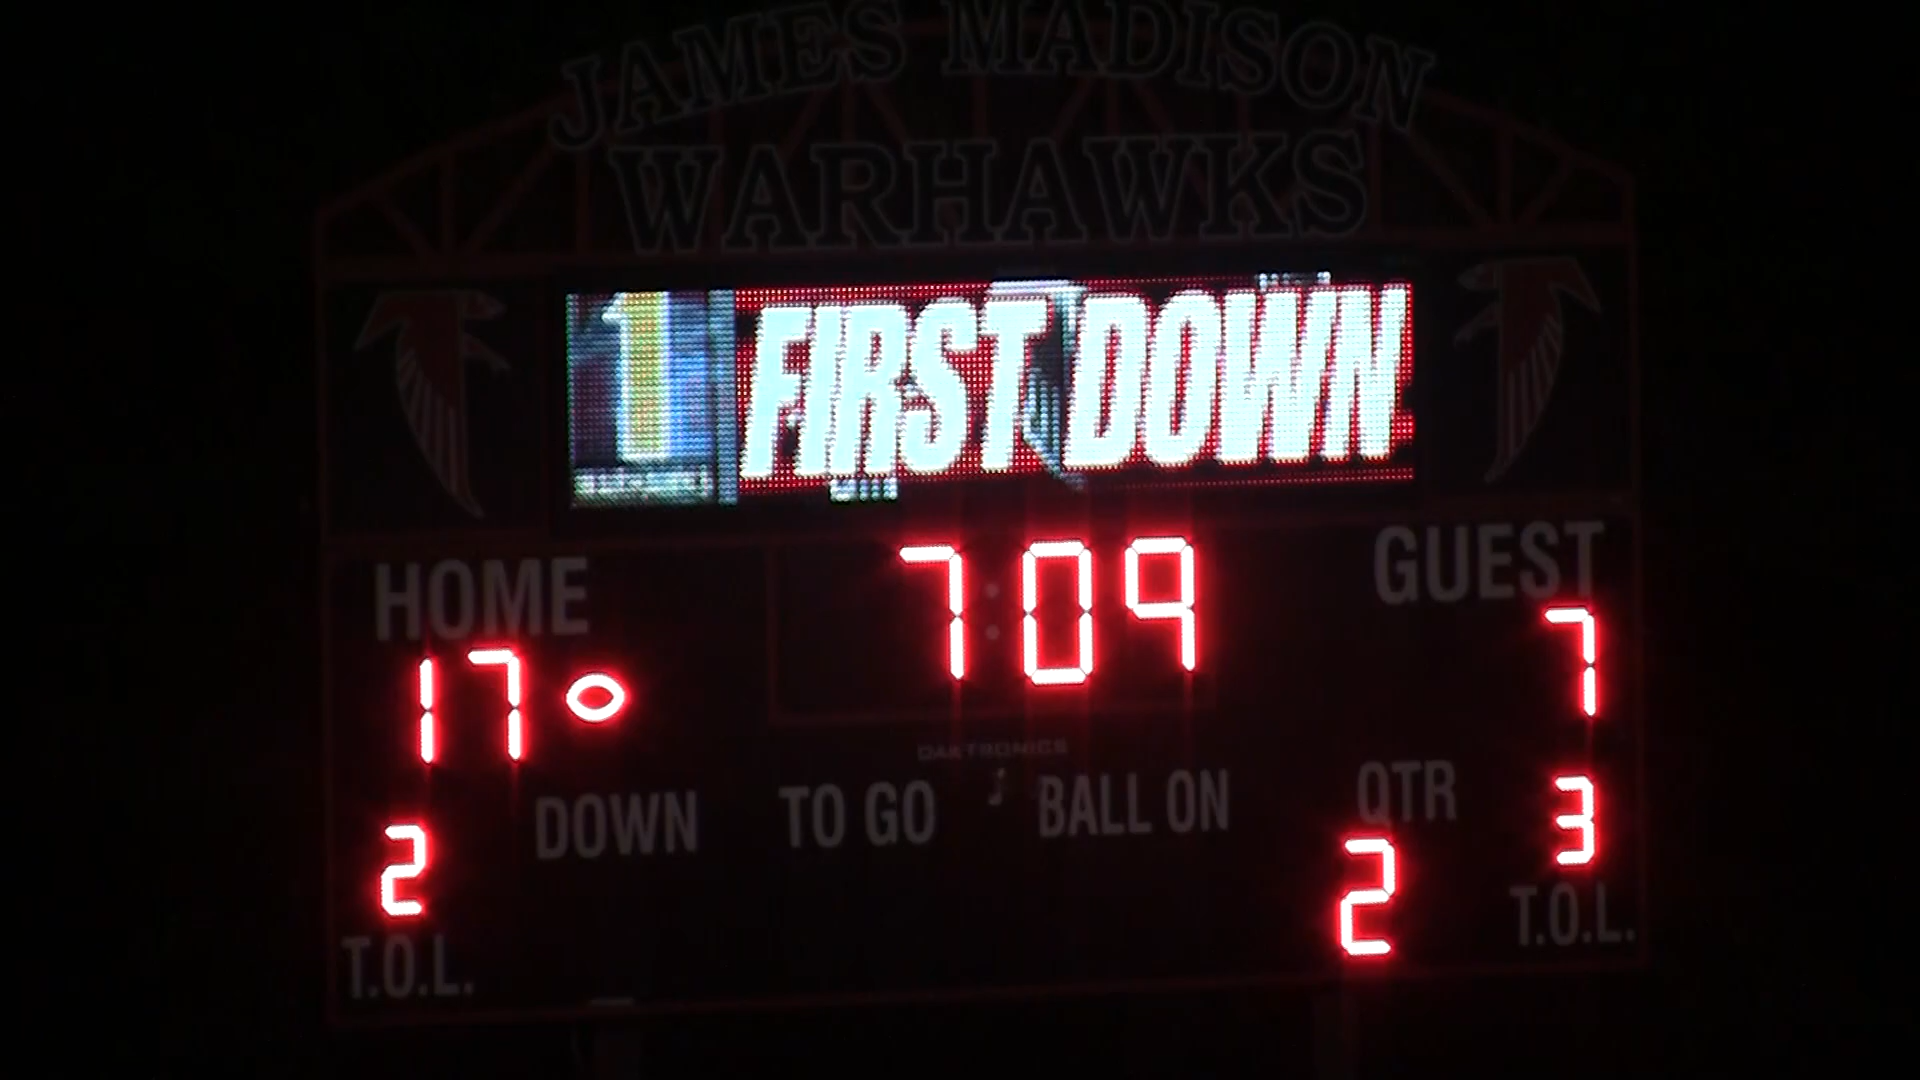 JAMES MADISON
WARHAWKS
1 FIRST DOWN
HOME 7:09 GUEST
17 7
DAKTRONICS
DOWN TO GO BALL ON QTR 3
2 2
T.O.L. T.O.L.